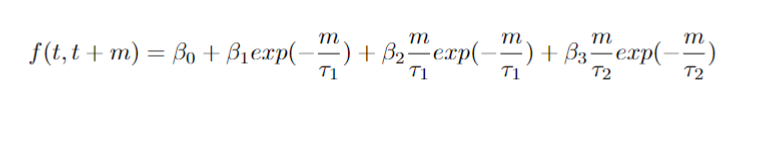 f(t, t + m) = β₀ + β₁exp(−m/τ₁) + β₂ m/τ₁ exp(−m/τ₁) + β₃ m/τ₂ exp(−m/τ₂)